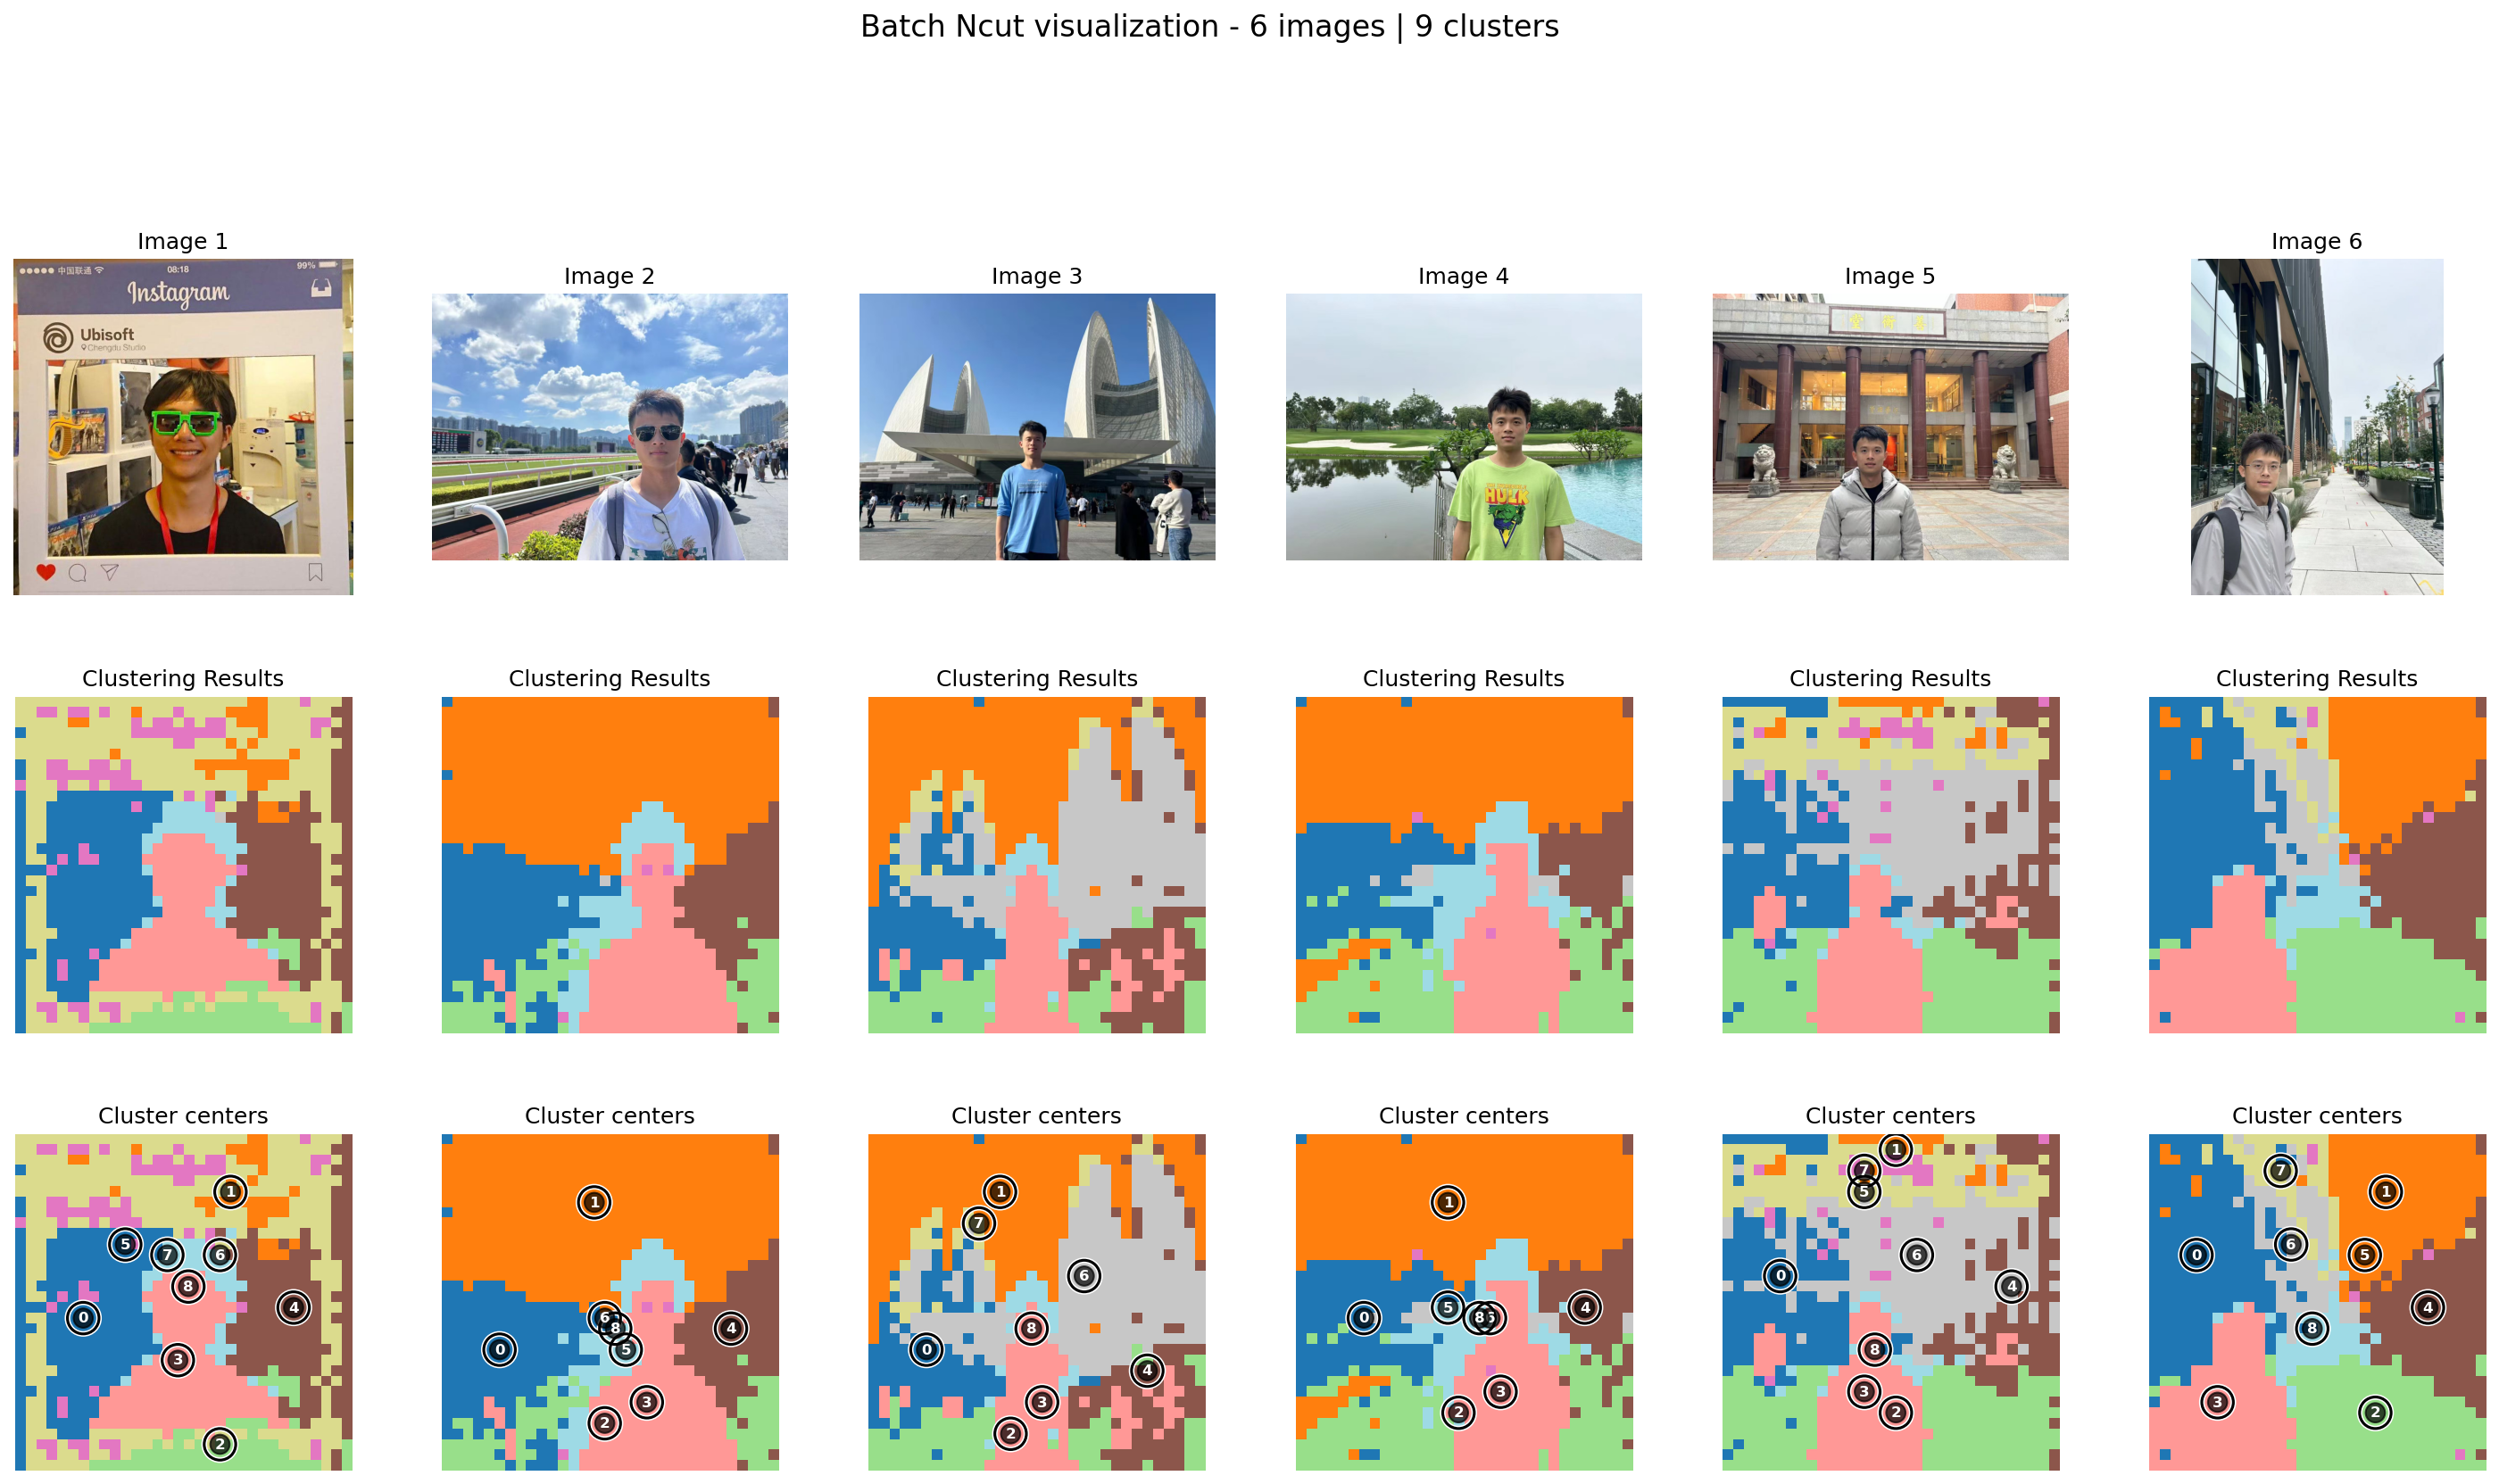 Batch Ncut visualization - 6 images | 9 clusters
Image 1
Image 2
Image 3
Image 4
Image 5
Image 6
中国联通
08:18
99%
Instagram
Ubisoft
Chengdu Studio
HULK
Clustering Results
Clustering Results
Clustering Results
Clustering Results
Clustering Results
Clustering Results
Cluster centers
Cluster centers
Cluster centers
Cluster centers
Cluster centers
Cluster centers
1
5
7
6
8
0
4
3
2
1
6
8
5
0
4
3
2
1
7
6
8
0
4
3
2
1
5
8
0
4
3
2
1
7
5
6
0
4
8
3
2
7
1
6
0
5
4
8
3
2